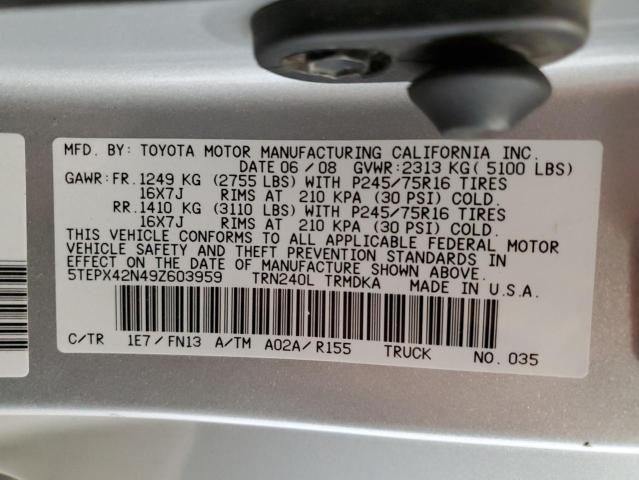 MFD. BY: TOYOTA MOTOR MANUFACTURING CALIFORNIA INC.
DATE 06/08 GVWR:2313 KG( 5100 LBS)
GAWR:FR.1249 KG (2755 LBS) WITH P245/75R16 TIRES
16X7J RIMS AT 210 KPA (30 PSI) COLD.
RR.1410 KG (3110 LBS) WITH P245/75R16 TIRES
16X7J RIMS AT 210 KPA (30 PSI) COLD.
THIS VEHICLE CONFORMS TO ALL APPLICABLE FEDERAL MOTOR
VEHICLE SAFETY AND THEFT PREVENTION STANDARDS IN
EFFECT ON THE DATE OF MANUFACTURE SHOWN ABOVE.
5TEPX42N49Z603959 TRN240L TRMDKA MADE IN U.S.A.
C/TR 1E7/FN13 A/TM A02A/R155 TRUCK NO. 035